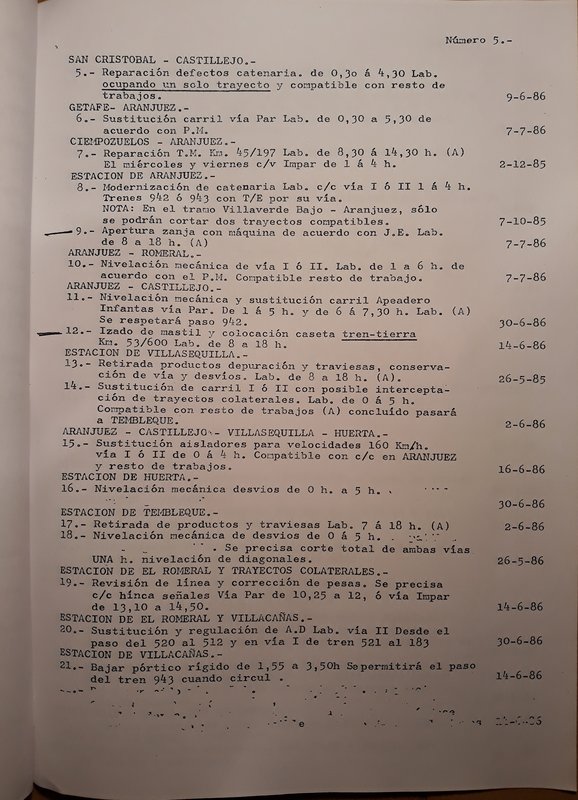 Número 5.-
SAN CRISTOBAL - CASTILLEJO.-
5.- Reparación defectos catenaria. de 0,3o á 4,30 Lab.
ocupando un solo trayecto y compatible con resto de
trabajos. 9-6-86
GETAFE- ARANJUEZ.-
6.- Sustitución carril vía Par Lab. de 0,30 a 5,30 de
acuerdo con P.M. 7-7-86
CIEMPOZUELOS - ARANJUEZ.-
7.- Reparación T.M. Km. 45/197 Lab. de 8,30 á 14,30 h. (A)
El miércoles y viernes c/v Impar de 1 á 4 h. 2-12-85
ESTACION DE ARANJUEZ.-
8.- Modernización de catenaria Lab. c/c vía I ó II 1 á 4 h.
Trenes 942 ó 943 con T/E por su vía.
NOTA: En el tramo Villaverde Bajo - Aranjuez, sólo
se podrán cortar dos trayectos compatibles. 7-10-85
9.- Apertura zanja con máquina de acuerdo con J.E. Lab.
de 8 a 18 h. (A) 7-7-86
ARANJUEZ - ROMERAL.-
10.- Nivelación mecánica de vía I ó II. Lab. de 1 a 6 h. de
acuerdo con el P.M. Compatible resto de trabajo. 7-7-86
ARANJUEZ - CASTILLEJO.-
11.- Nivelación mecánica y sustitución carril Apeadero
Infantas vía Par. De 1 á 5 h. y de 6 á 7,30 h. Lab. (A)
Se respetará paso 942. 30-6-86
12.- Izado de mastil y colocación caseta tren-tierra
Km. 53/600 Lab. de 8 a 18 h. 14-6-86
ESTACION DE VILLASEQUILLA.-
13.- Retirada productos depuración y traviesas, conserva-
ción de vía y desvíos. Lab. de 8 a 18 h. (A). 26-5-85
14.- Sustitución de carril I ó II con posible intercepta-
ción de trayectos colaterales. Lab. de 0 á 5 h.
Compatible con resto de trabajos (A) concluído pasará
a TEMBLEQUE. 2-6-86
ARANJUEZ - CASTILLEJO - VILLASEQUILLA - HUERTA.-
15.- Sustitución aisladores para velocidades 160 Km/h.
vía I ó II de 0 á 4 h. Compatible con c/c en ARANJUEZ
y resto de trabajos. 16-6-86
ESTACION DE HUERTA.-
16.- Nivelación mecánica desvios de 0 h. a 5 h.
30-6-86
ESTACION DE TEMBLEQUE.-
17.- Retirada de productos y traviesas Lab. 7 á 18 h. (A) 2-6-86
18.- Nivelación mecánica de desvios de 0 á 5 h.
. Se precisa corte total de ambas vías
UNA h. nivelación de diagonales. 26-5-86
ESTACION DE EL ROMERAL Y TRAYECTOS COLATERALES.-
19.- Revisión de línea y corrección de pesas. Se precisa
c/c hinca señales Vía Par de 10,25 a 12, ó vía Impar
de 13,10 a 14,50. 14-6-86
ESTACION DE EL ROMERAL Y VILLACAÑAS.-
20.- Sustitución y regulación de A.D Lab. vía II Desde el
paso del 520 al 512 y en vía I de tren 521 al 183 30-6-86
ESTACION DE VILLACAÑAS.-
21.- Bajar pórtico rígido de 1,55 a 3,50h Sepermitirá el paso
del tren 943 cuando circul . 14-6-86